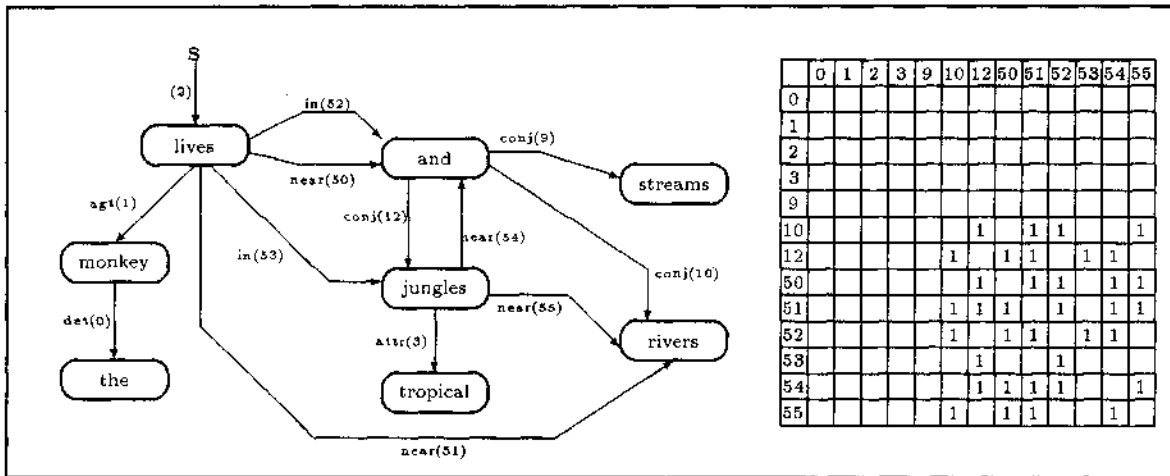 S
(2)
in(52)
lives
and
conj(9)
near(50)
streams
agt(1)
conj(12)
near(54)
monkey
in(53)
jungles
conj(10)
near(55)
det(0)
attr(3)
rivers
the
tropical
near(51)
0 1 2 3 9 10 12 50 51 52 53 54 55
0
1
2
3
9
10 1 1 1 1
12 1 1 1 1 1
50 1 1 1 1 1
51 1 1 1 1 1 1
52 1 1 1 1 1
53 1 1
54 1 1 1 1 1
55 1 1 1 1